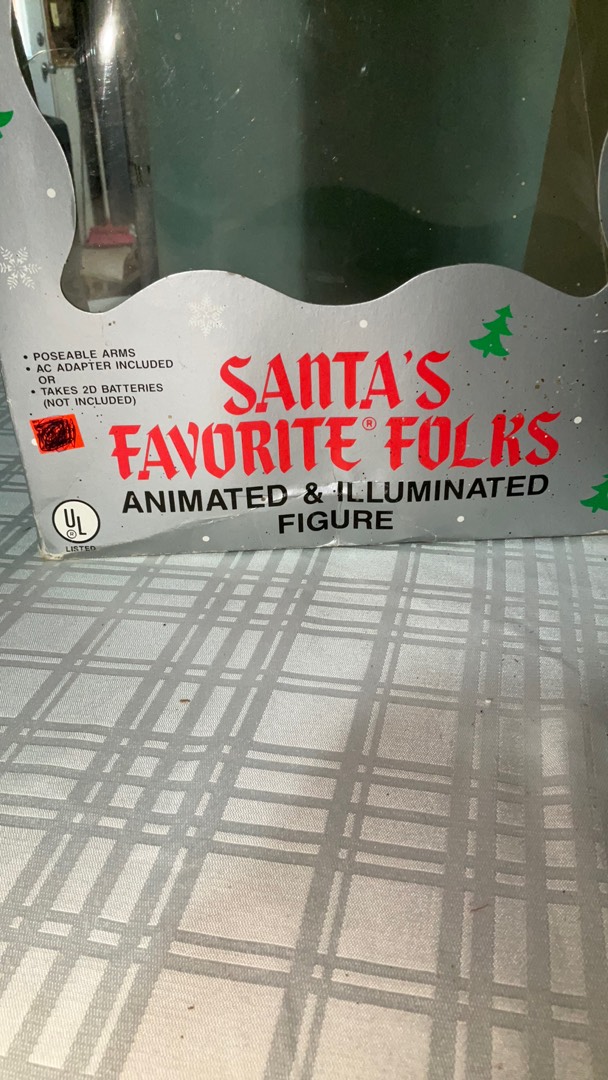 • POSEABLE ARMS
• AC ADAPTER INCLUDED
OR
• TAKES 2D BATTERIES
(NOT INCLUDED)
SANTA'S
FAVORITE® FOLKS
ANIMATED & ILLUMINATED
FIGURE
UL
®
LISTED